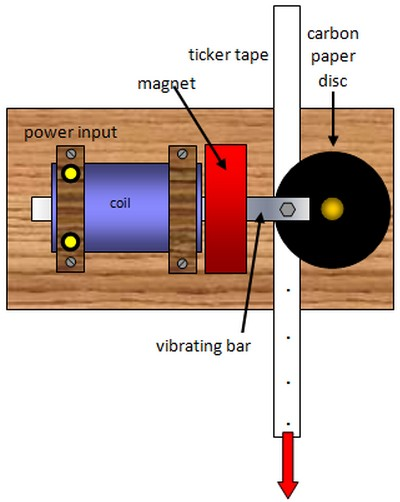 carbon
paper
disc
ticker tape
magnet
power input
coil
vibrating bar